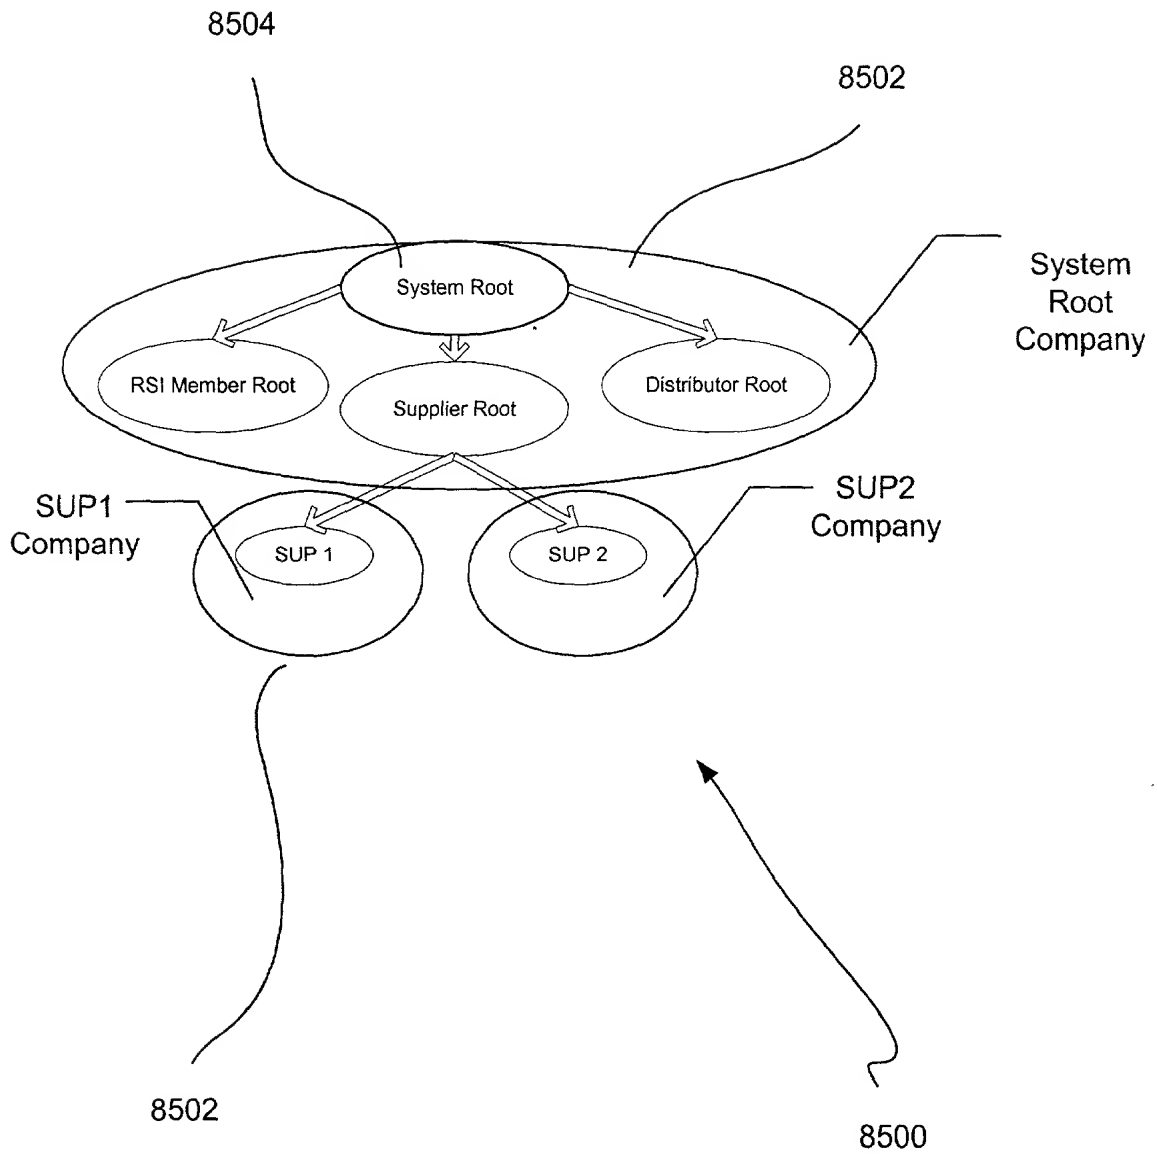 8504
8502
System Root
System
Root
Company
RSI Member Root
Supplier Root
Distributor Root
SUP1
Company
SUP2
Company
SUP 1
SUP 2
8502
8500